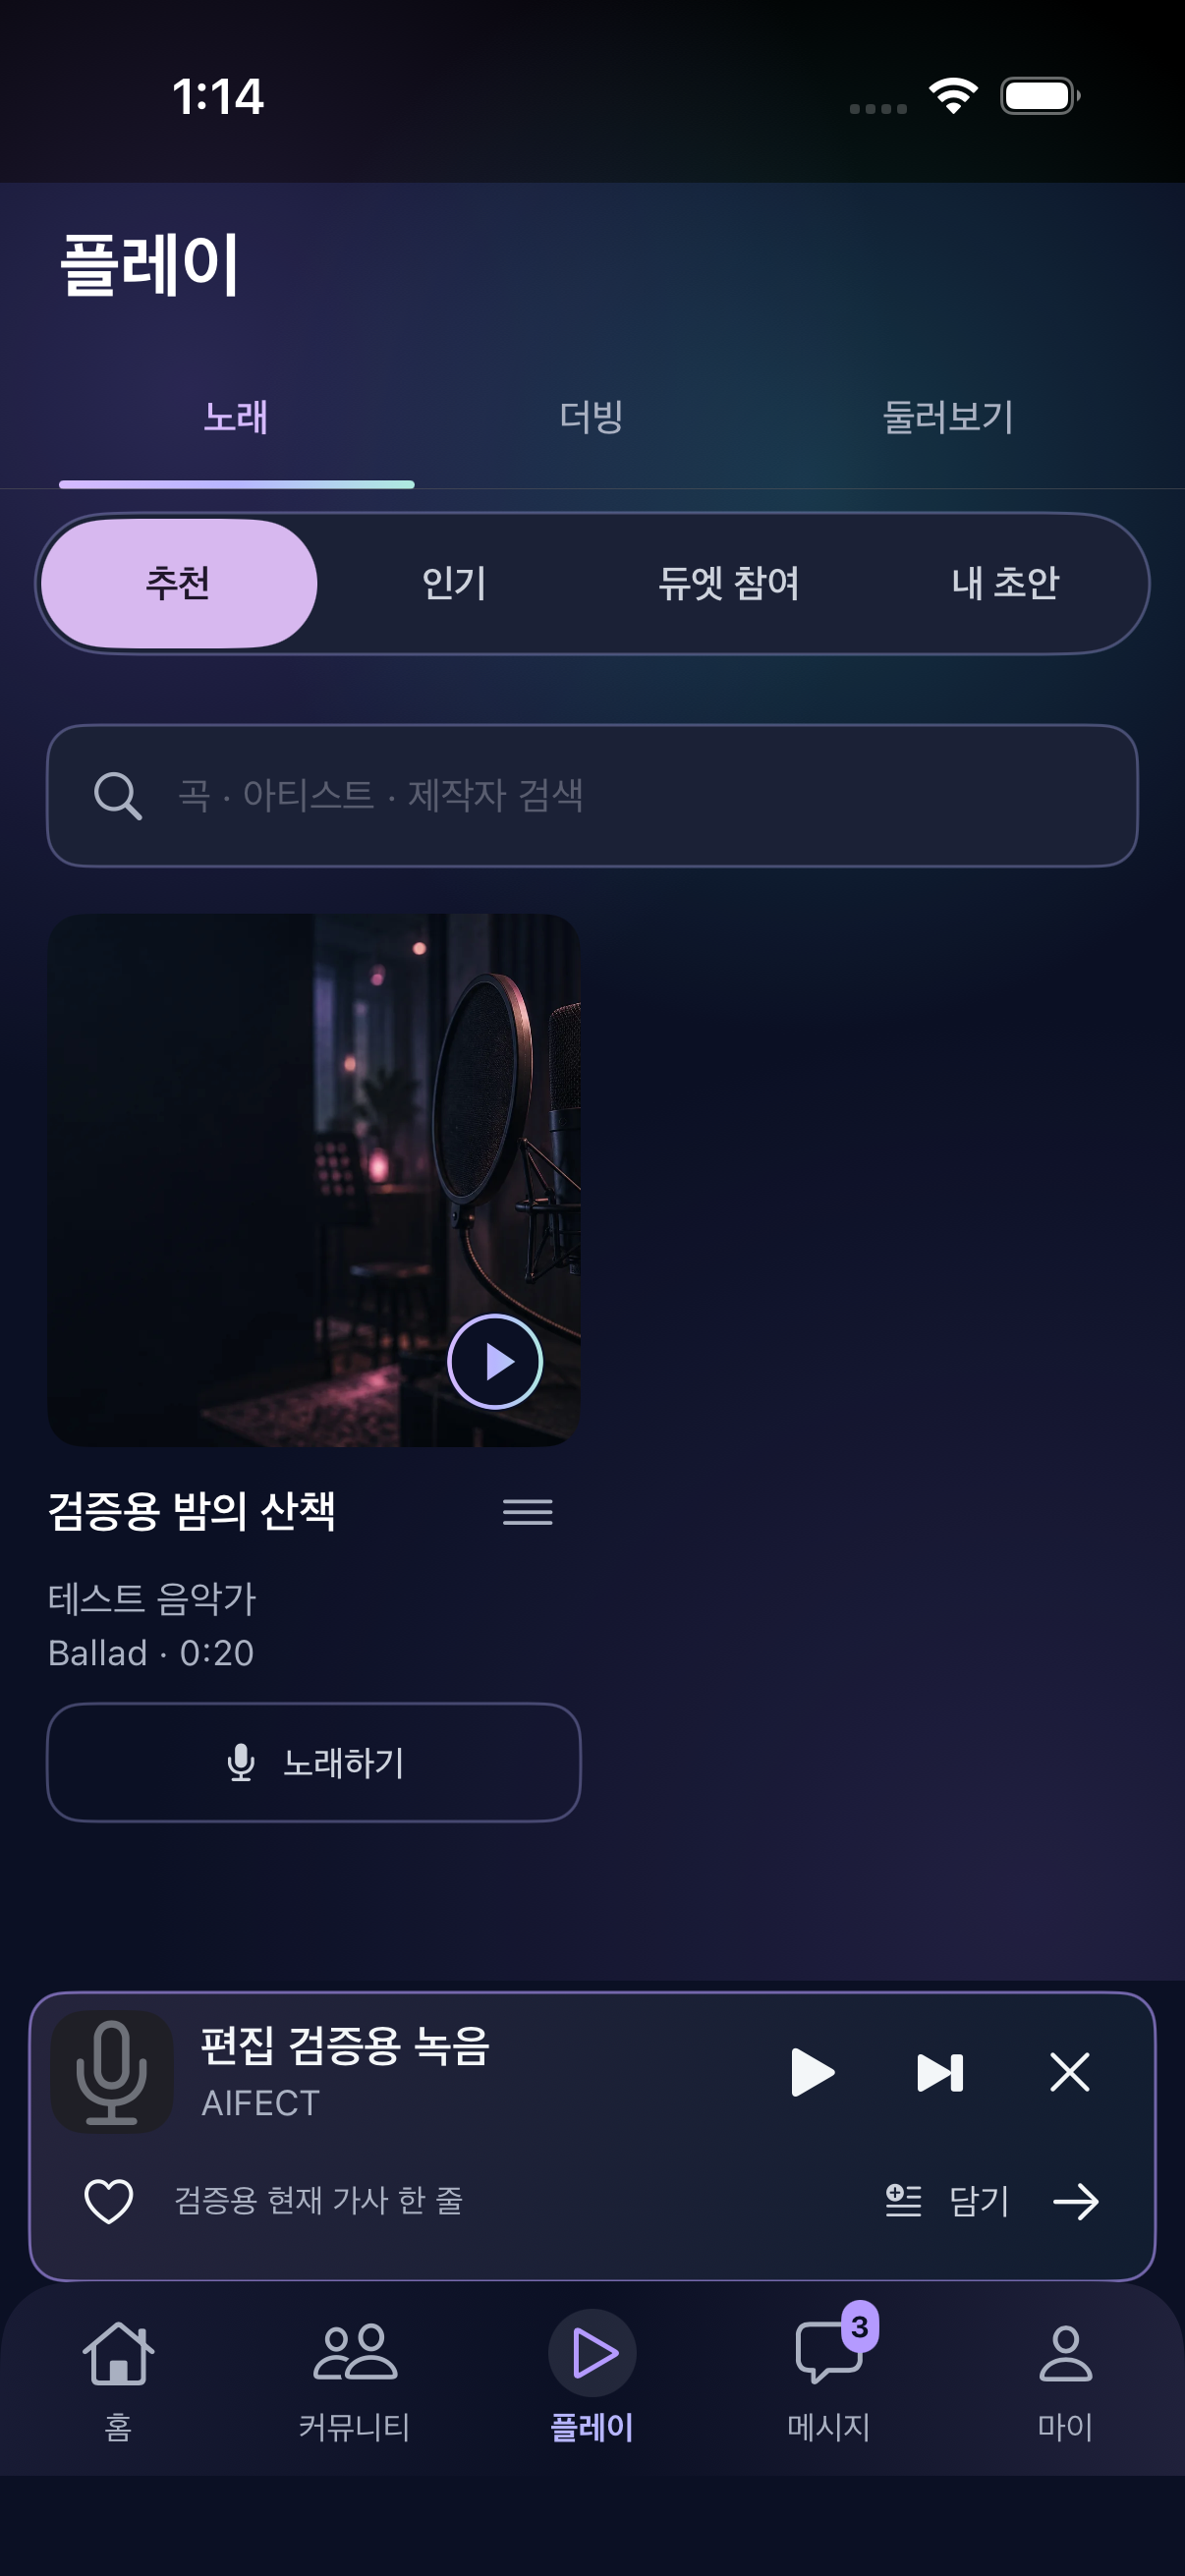 1:14
플레이
노래 더빙 둘러보기
추천 인기 듀엣 참여 내 초안
곡 · 아티스트 · 제작자 검색
검증용 밤의 산책
테스트 음악가
Ballad · 0:20
노래하기
편집 검증용 녹음
AIFECT
검증용 현재 가사 한 줄 담기
3
홈 커뮤니티 플레이 메시지 마이